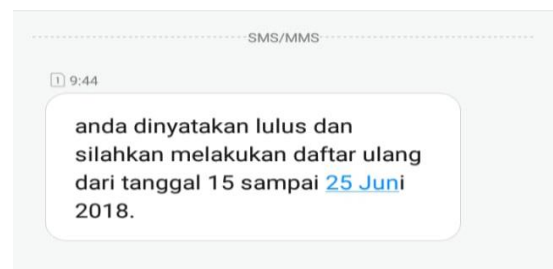 SMS/MMS
1 9:44
anda dinyatakan lulus dan
silahkan melakukan daftar ulang
dari tanggal 15 sampai 25 Juni
2018.